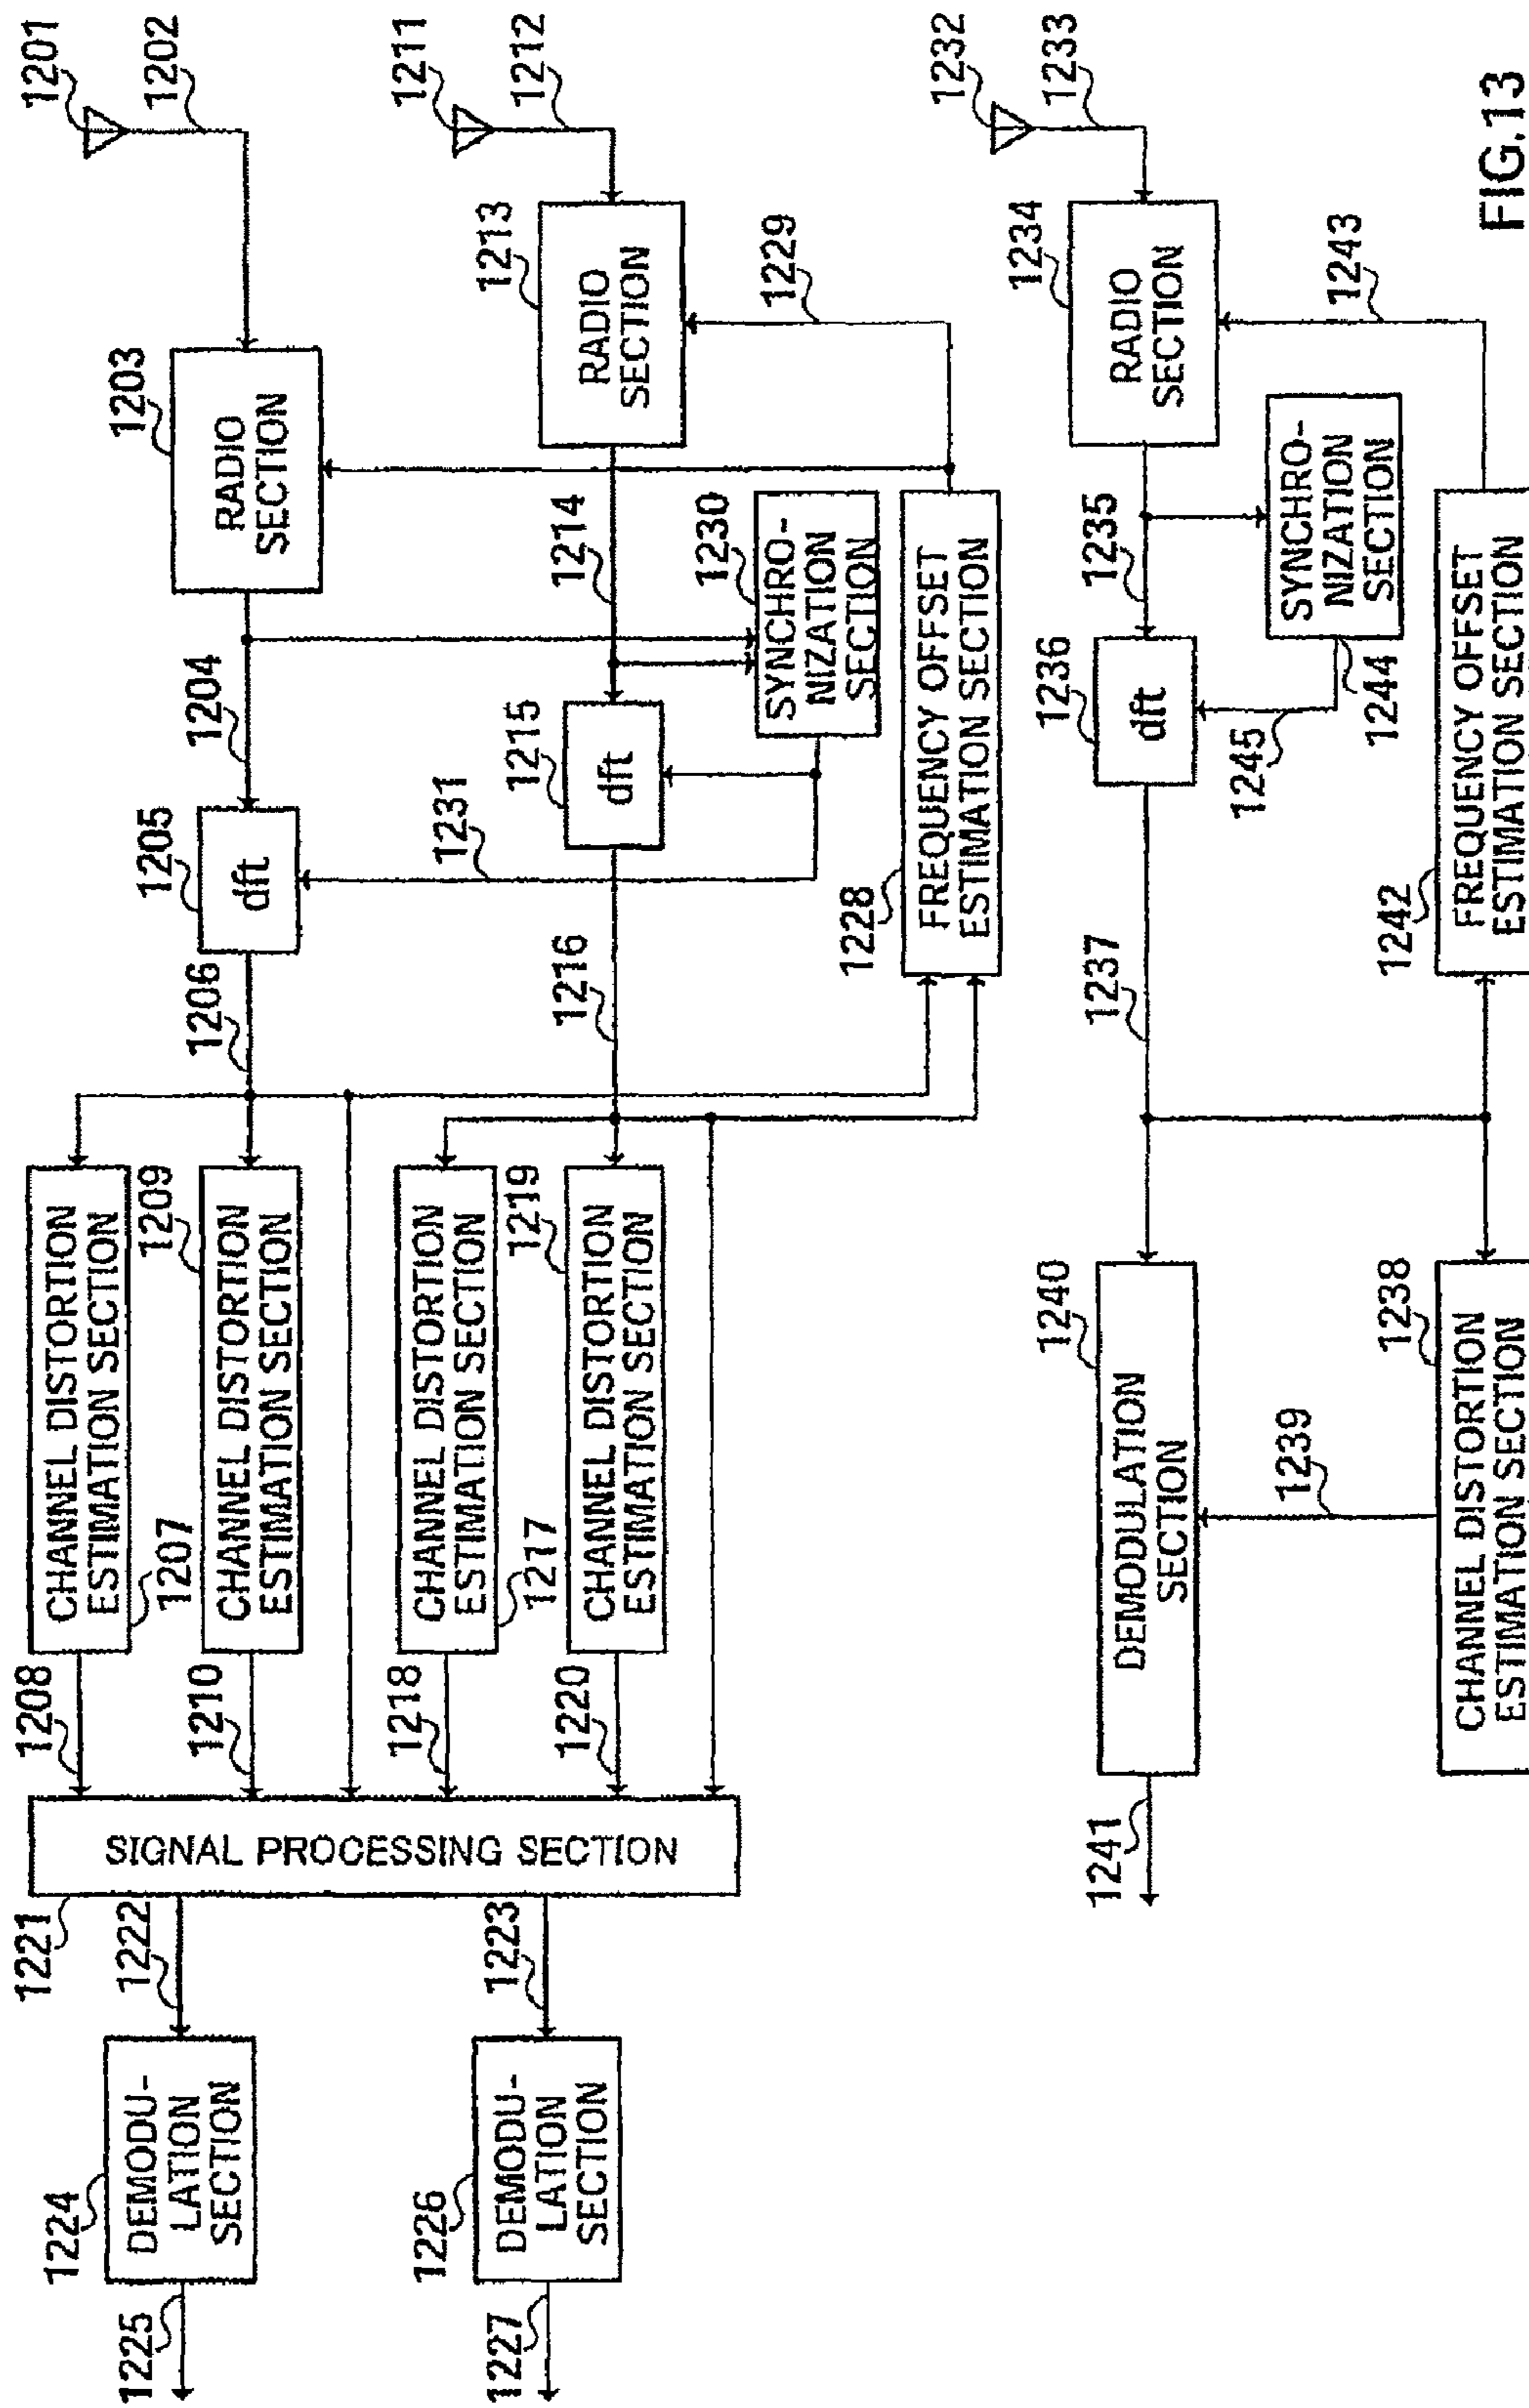 1201
1202
1203
RADIO
SECTION
1204
1205
dft
1206
CHANNEL DISTORTION
ESTIMATION SECTION
1207
1208
1209
CHANNEL DISTORTION
ESTIMATION SECTION
1210
1211
1212
1213
RADIO
SECTION
1214
1215
dft
1216
CHANNEL DISTORTION
ESTIMATION SECTION
1217
1218
1219
CHANNEL DISTORTION
ESTIMATION SECTION
1220
SIGNAL PROCESSING SECTION
1221
1222
1223
1224
DEMODU-
LATION
SECTION
1225
1226
DEMODU-
LATION
SECTION
1227
1228
FREQUENCY OFFSET
ESTIMATION SECTION
1229
1230
SYNCHRO-
NIZATION
SECTION
1231
1232
1233
1234
RADIO
SECTION
1235
1236
dft
1237
1238
CHANNEL DISTORTION
ESTIMATION SECTION
1239
1240
DEMODULATION
SECTION
1241
1242
FREQUENCY OFFSET
ESTIMATION SECTION
1243
SYNCHRO-
NIZATION
SECTION
1244
1245
FIG.13